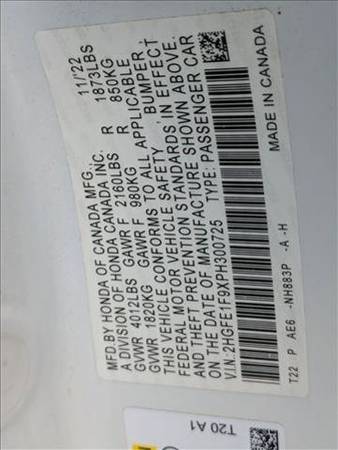 MFD.BY HONDA OF CANADA MFG., 11/'22
A DIVISION OF HONDA CANADA INC.
GVWR 4012LBS GAWR F 2160LBS R 1873LBS
GVWR 1820KG GAWR F 980KG R 850KG
THIS VEHICLE CONFORMS TO ALL APPLICABLE
FEDERAL MOTOR VEHICLE SAFETY, BUMPER,
AND THEFT PREVENTION STANDARDS IN EFFECT
ON THE DATE OF MANUFACTURE SHOWN ABOVE.
V.I.N.:2HGFE1F9XPH300725 TYPE: PASSENGER CAR
T22 P AE6 -NH883P -A -H MADE IN CANADA
T20 A1